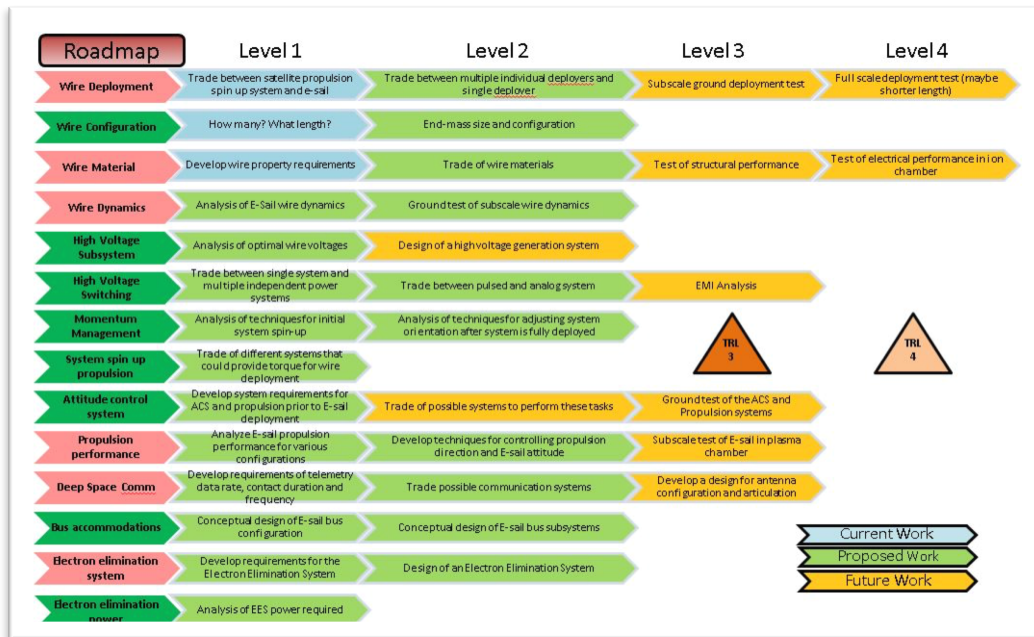 Roadmap
Level 1
Level 2
Level 3
Level 4
Wire Deployment
Trade between satellite propulsion
spin up system and e-sail
Trade between multiple individual deployers and
single deployer
Subscale ground deployment test
Full scale deployment test (maybe
shorter length)
Wire Configuration
How many? What length?
End-mass size and configuration
Wire Material
Develop wire property requirements
Trade of wire materials
Test of structural performance
Test of electrical performance in ion
chamber
Wire Dynamics
Analysis of E-Sail wire dynamics
Ground test of subscale wire dynamics
High Voltage
Subsystem
Analysis of optimal wire voltages
Design of a high voltage generation system
High Voltage
Switching
Trade between single system and
multiple independent power
systems
Trade between pulsed and analog system
EMI Analysis
Momentum
Management
Analysis of techniques for initial
system spin-up
Analysis of techniques for adjusting system
orientation after system is fully deployed
TRL
3
TRL
4
System spin up
propulsion
Trade of different systems that
could provide torque for wire
deployment
Attitude control
system
Develop system requirements for
ACS and propulsion prior to E-sail
deployment
Trade of possible systems to perform these tasks
Ground test of the ACS and
Propulsion systems
Propulsion
performance
Analyze E-sail propulsion
performance for various
configurations
Develop techniques for controlling propulsion
direction and E-sail attitude
Subscale test of E-sail in plasma
chamber
Deep Space Comm
Develop requirements of telemetry
data rate, contact duration and
frequency
Trade possible communication systems
Develop a design for antenna
configuration and articulation
Bus accommodations
Conceptual design of E-sail bus
configuration
Conceptual design of E-sail bus subsystems
Electron elimination
system
Develop requirements for the
Electron Elimination System
Design of an Electron Elimination System
Electron elimination
power
Analysis of EES power required
Current Work
Proposed Work
Future Work